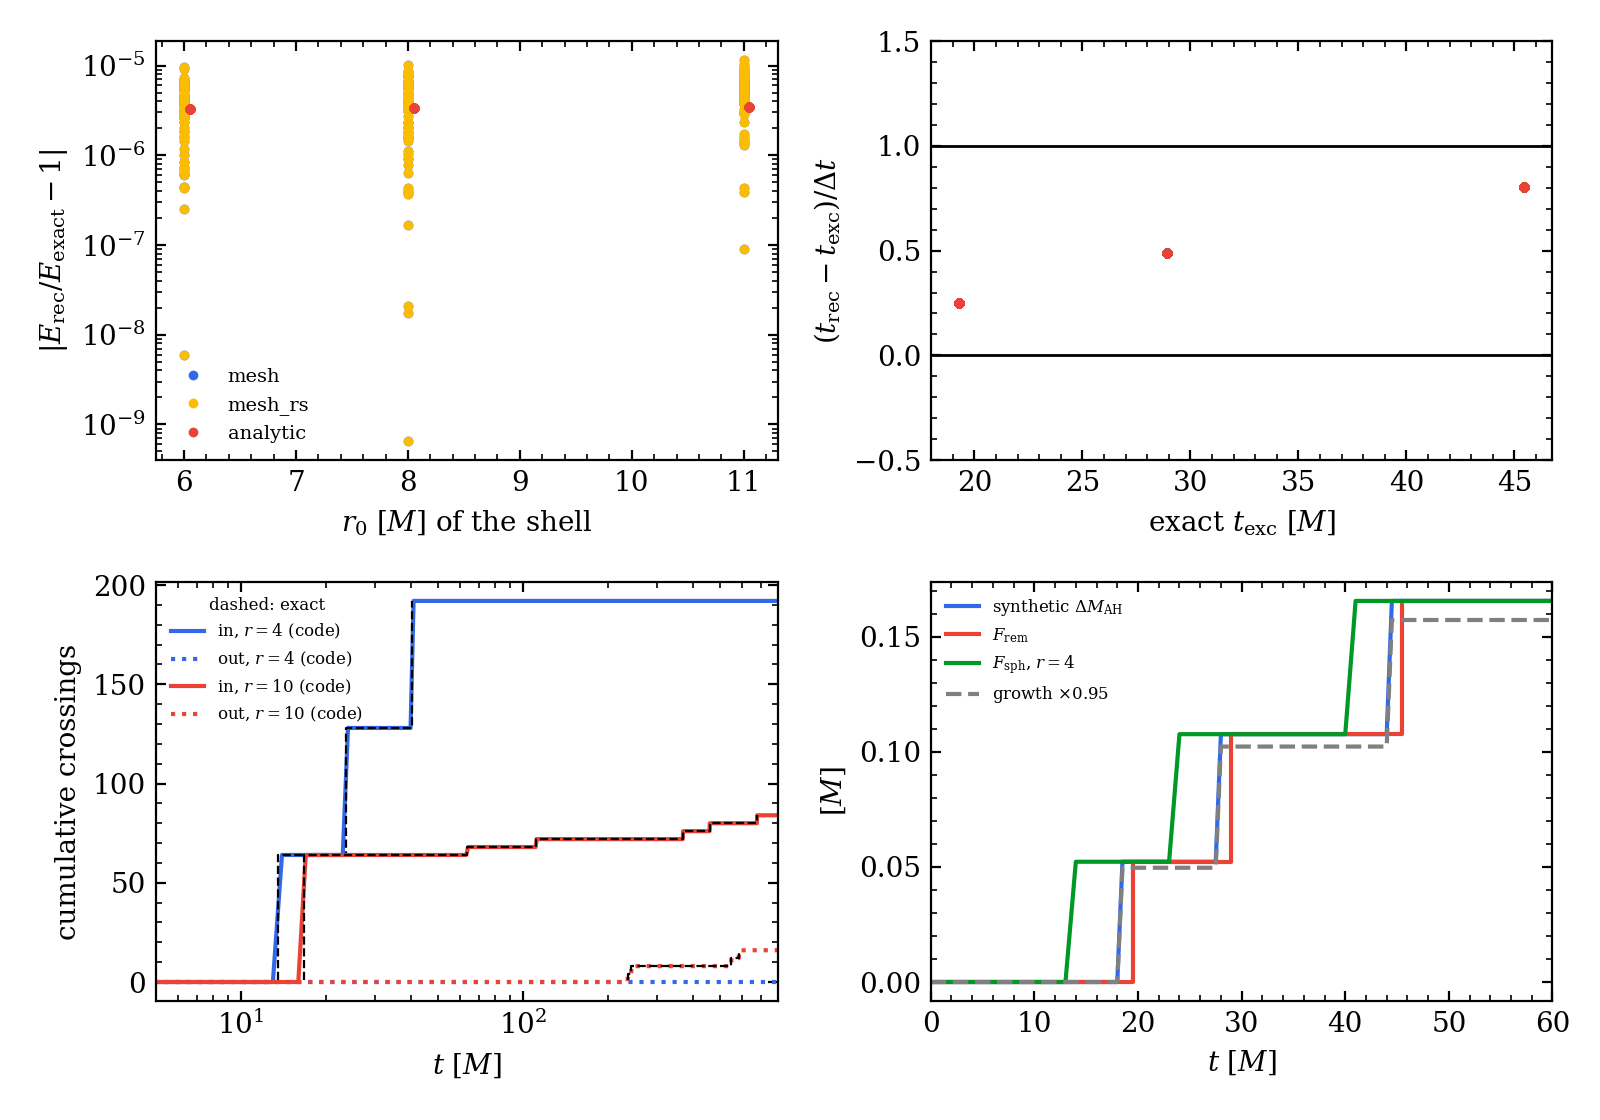 10⁻⁵
10⁻⁶
10⁻⁷
10⁻⁸
10⁻⁹
|E_rec/E_exact − 1|
mesh
mesh_rs
analytic
6 7 8 9 10 11
r₀ [M] of the shell
1.5
1.0
0.5
0.0
−0.5
(t_rec − t_exc)/Δt
20 25 30 35 40 45
exact t_exc [M]
200
150
100
50
0
cumulative crossings
dashed: exact
in, r = 4 (code)
out, r = 4 (code)
in, r = 10 (code)
out, r = 10 (code)
10¹ 10²
t [M]
0.15
0.10
0.05
0.00
[M]
synthetic ΔM_AH
F_rem
F_sph, r = 4
growth ×0.95
0 10 20 30 40 50 60
t [M]